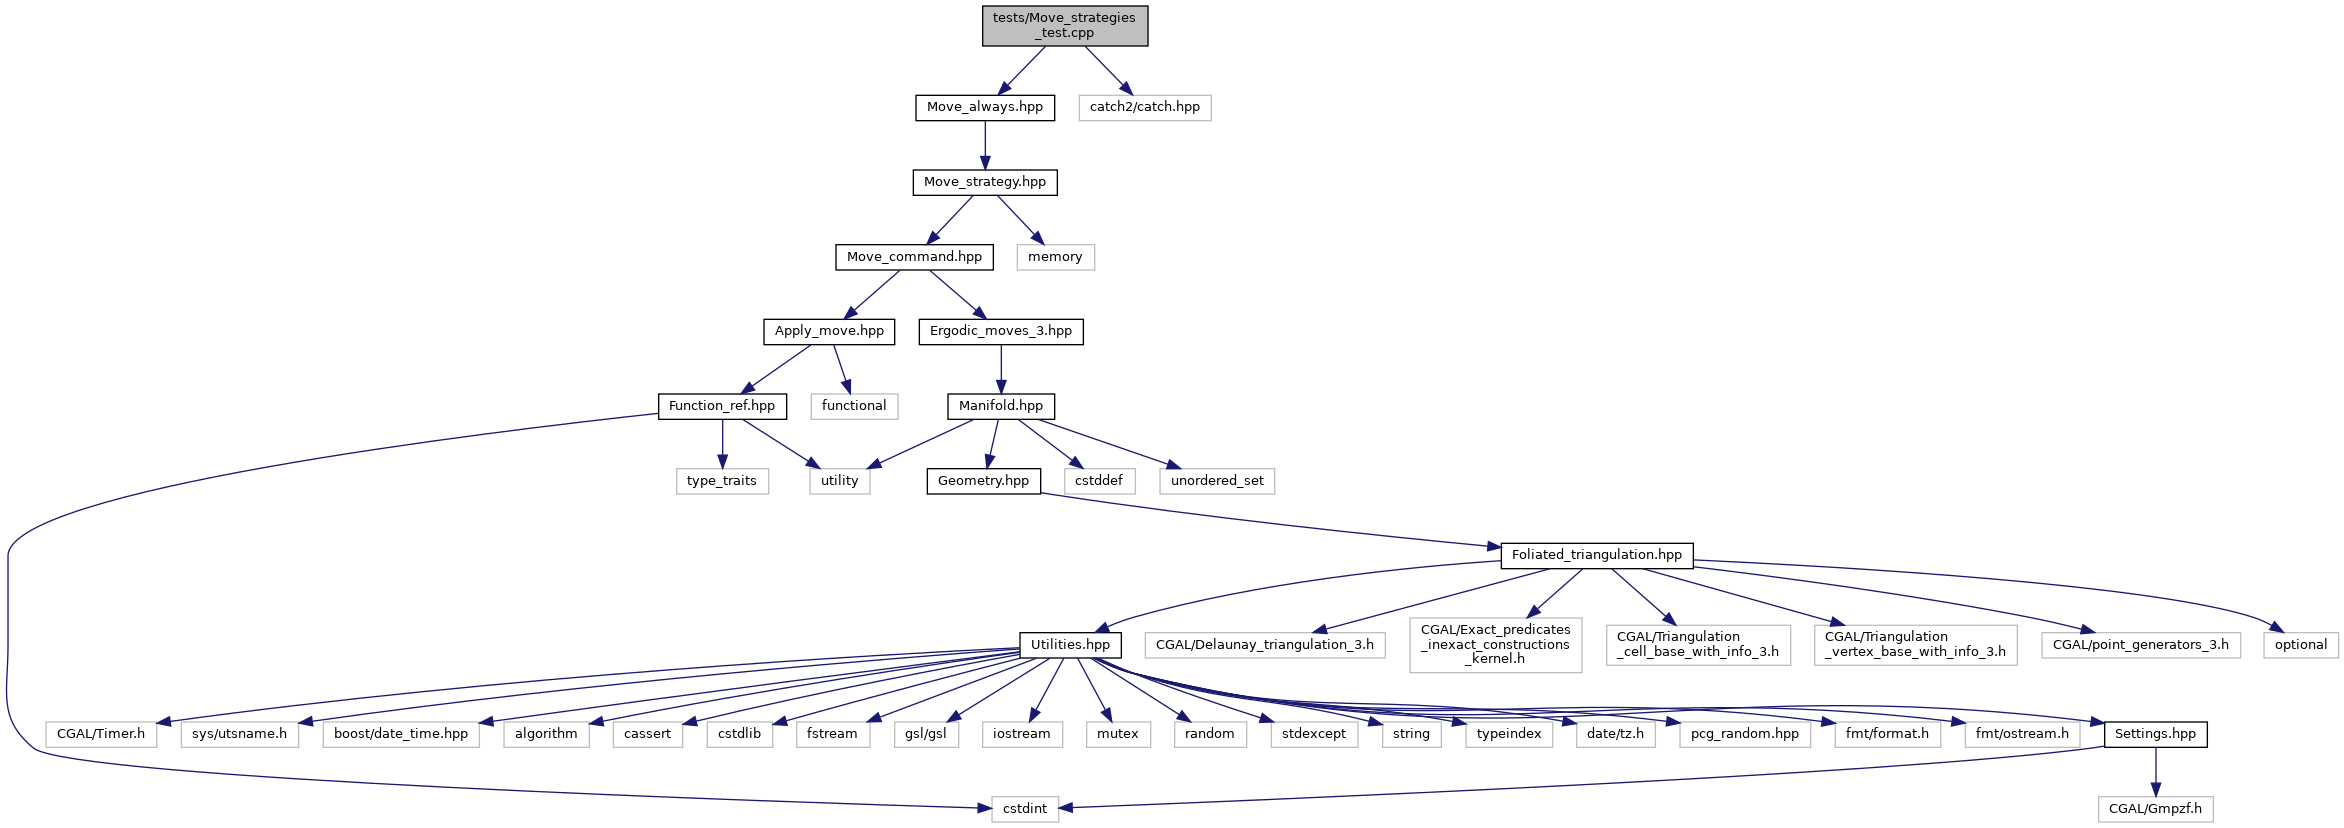 tests/Move_strategies
_test.cpp
Move_always.hpp
catch2/catch.hpp
Move_strategy.hpp
Move_command.hpp
memory
Apply_move.hpp
Ergodic_moves_3.hpp
Function_ref.hpp
functional
Manifold.hpp
type_traits
utility
Geometry.hpp
cstddef
unordered_set
Foliated_triangulation.hpp
Utilities.hpp
CGAL/Delaunay_triangulation_3.h
CGAL/Exact_predicates
_inexact_constructions
_kernel.h
CGAL/Triangulation
_cell_base_with_info_3.h
CGAL/Triangulation
_vertex_base_with_info_3.h
CGAL/point_generators_3.h
optional
CGAL/Timer.h
sys/utsname.h
boost/date_time.hpp
algorithm
cassert
cstdlib
fstream
gsl/gsl
iostream
mutex
random
stdexcept
string
typeindex
date/tz.h
pcg_random.hpp
fmt/format.h
fmt/ostream.h
Settings.hpp
cstdint
CGAL/Gmpzf.h